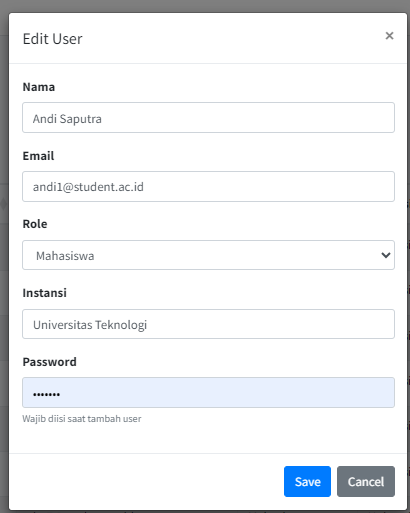 Edit User
×
Nama
Andi Saputra
Email
andi1@student.ac.id
Role
Mahasiswa
Instansi
Universitas Teknologi
Password
•••••••
Wajib diisi saat tambah user
Save Cancel